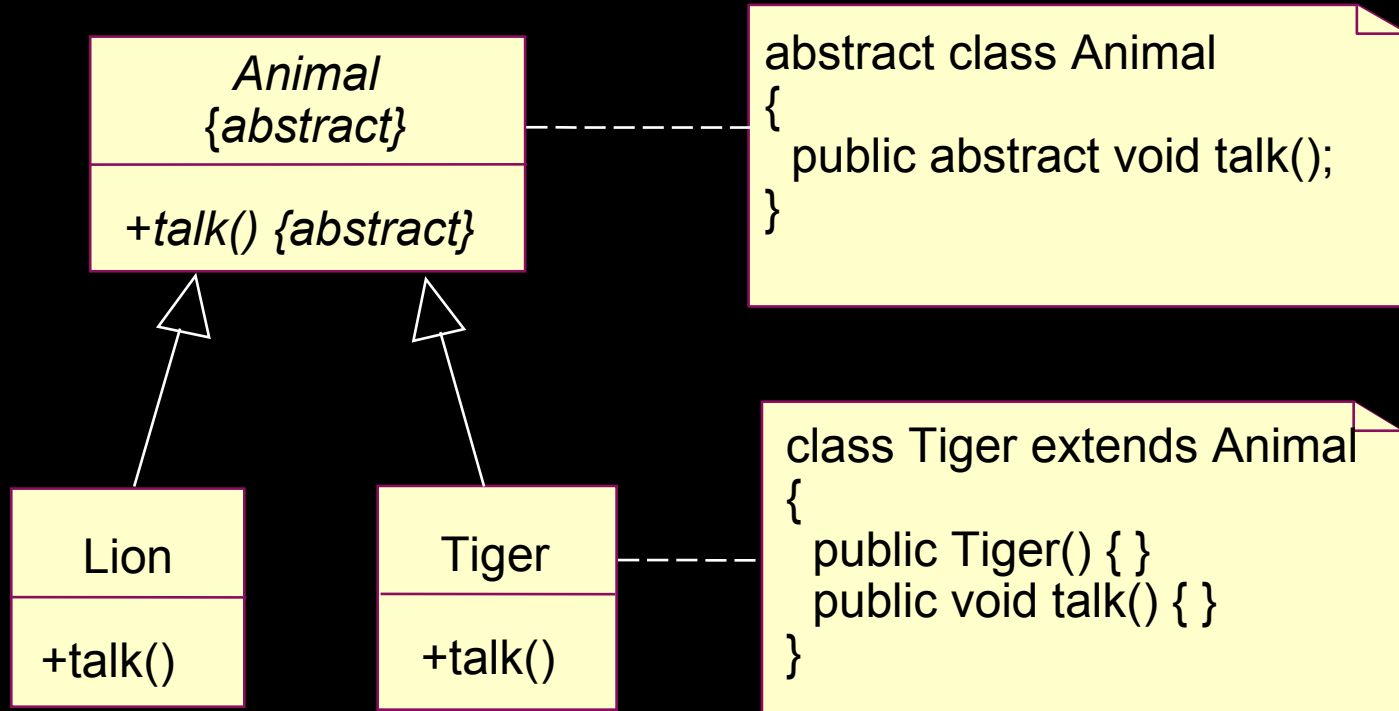 Animal
{abstract}
+talk() {abstract}
abstract class Animal
{
public abstract void talk();
}
Lion
+talk()
Tiger
+talk()
class Tiger extends Animal
{
public Tiger() { }
public void talk() { }
}